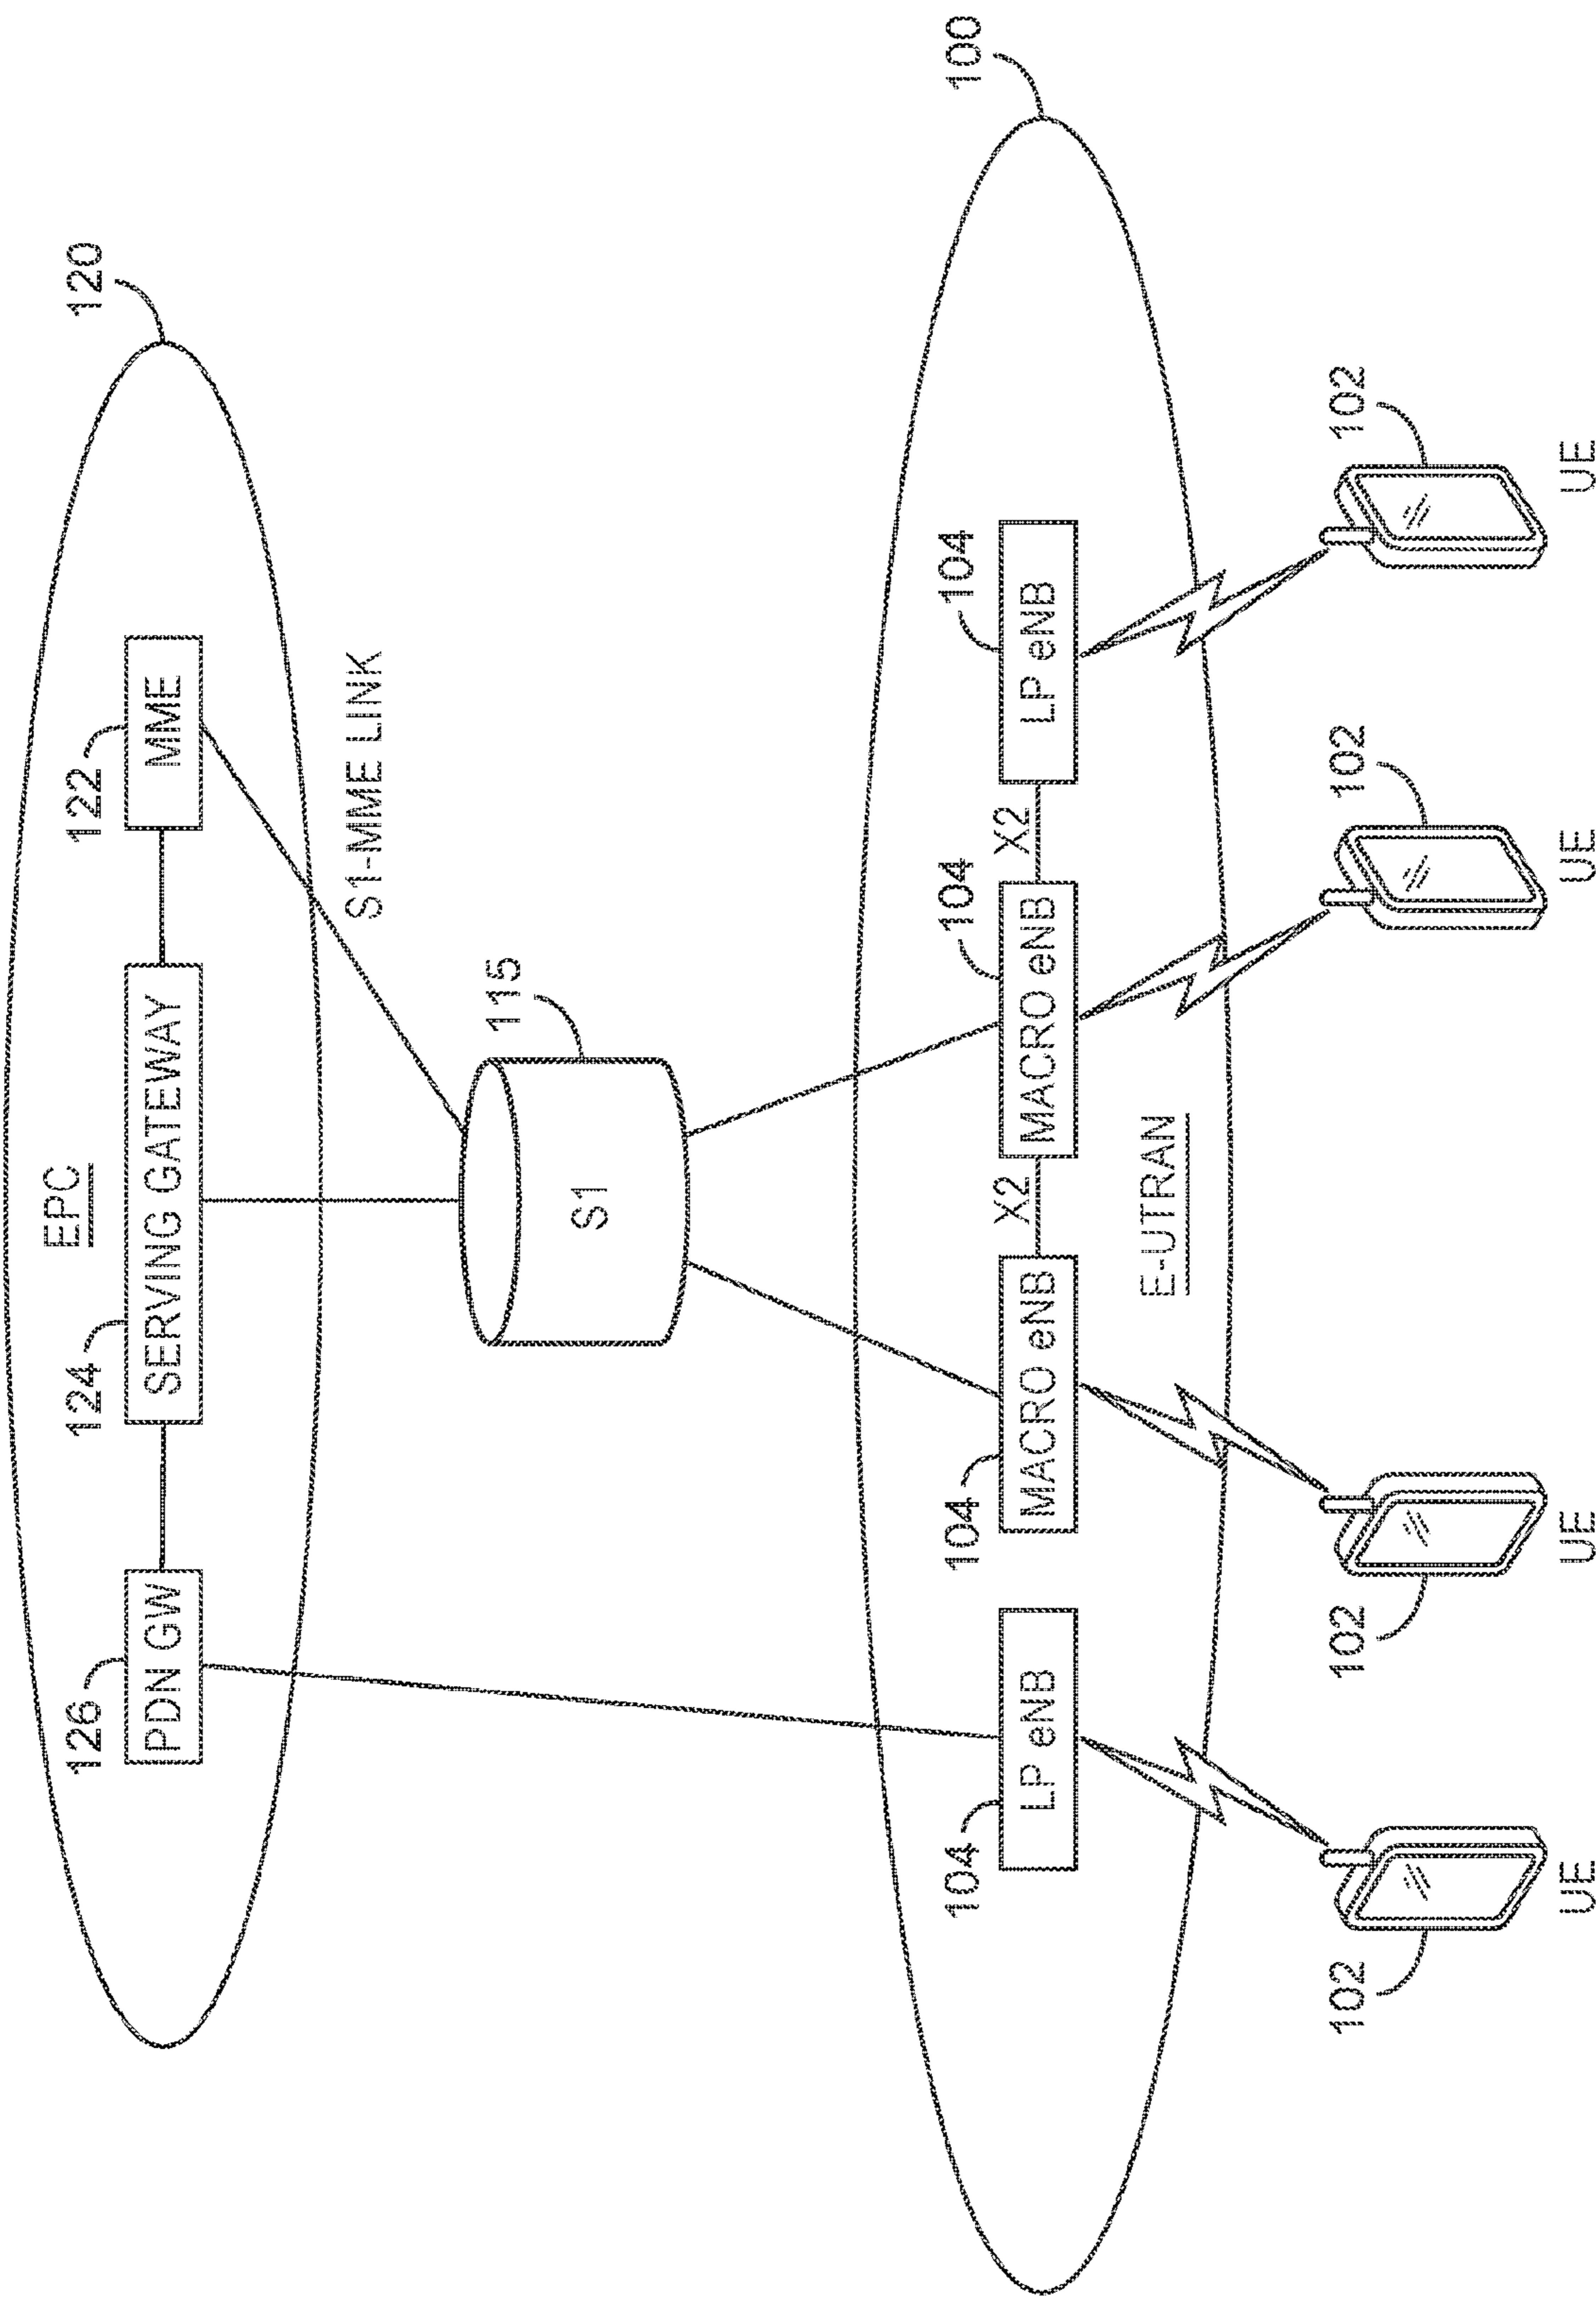 120
EPC
126
124
122
PDN GW
SERVING GATEWAY
MME
S1-MME LINK
115
S1
100
104
104
104
104
LP eNB
MACRO eNB
X2
MACRO eNB
X2
LP eNB
E-UTRAN
102
102
102
102
UE
UE
UE
UE